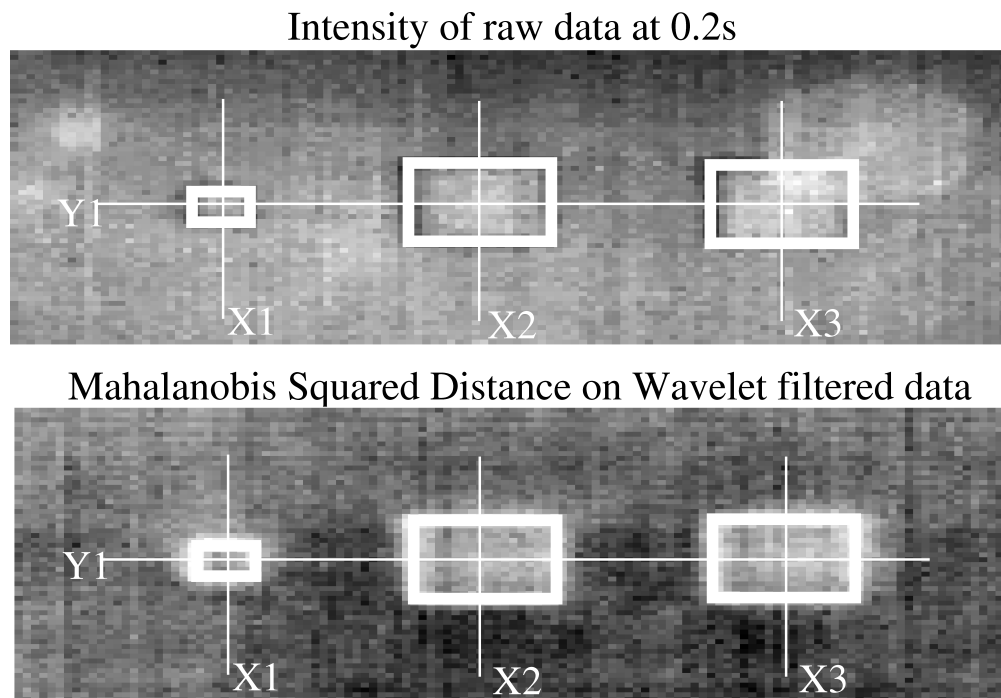 Intensity of raw data at 0.2s
Y1
X1 X2 X3
Mahalanobis Squared Distance on Wavelet filtered data
Y1
X1 X2 X3